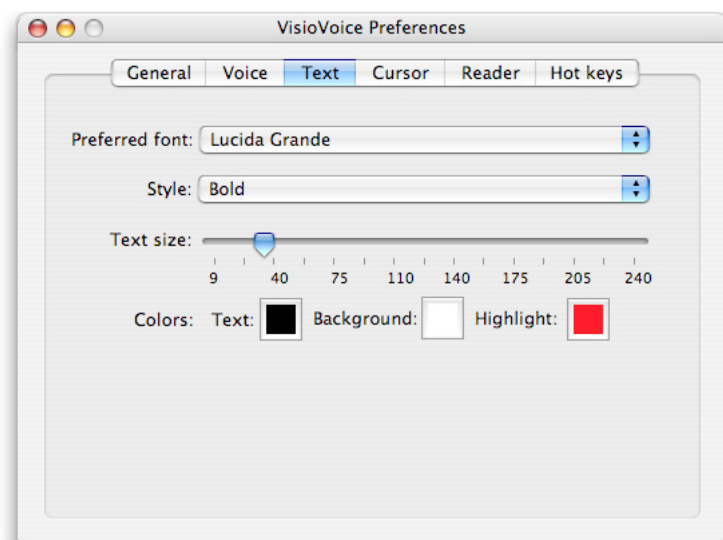 VisioVoice Preferences
General Voice Text Cursor Reader Hot keys
Preferred font: Lucida Grande
Style: Bold
Text size:
9 40 75 110 140 175 205 240
Colors: Text: Background: Highlight: